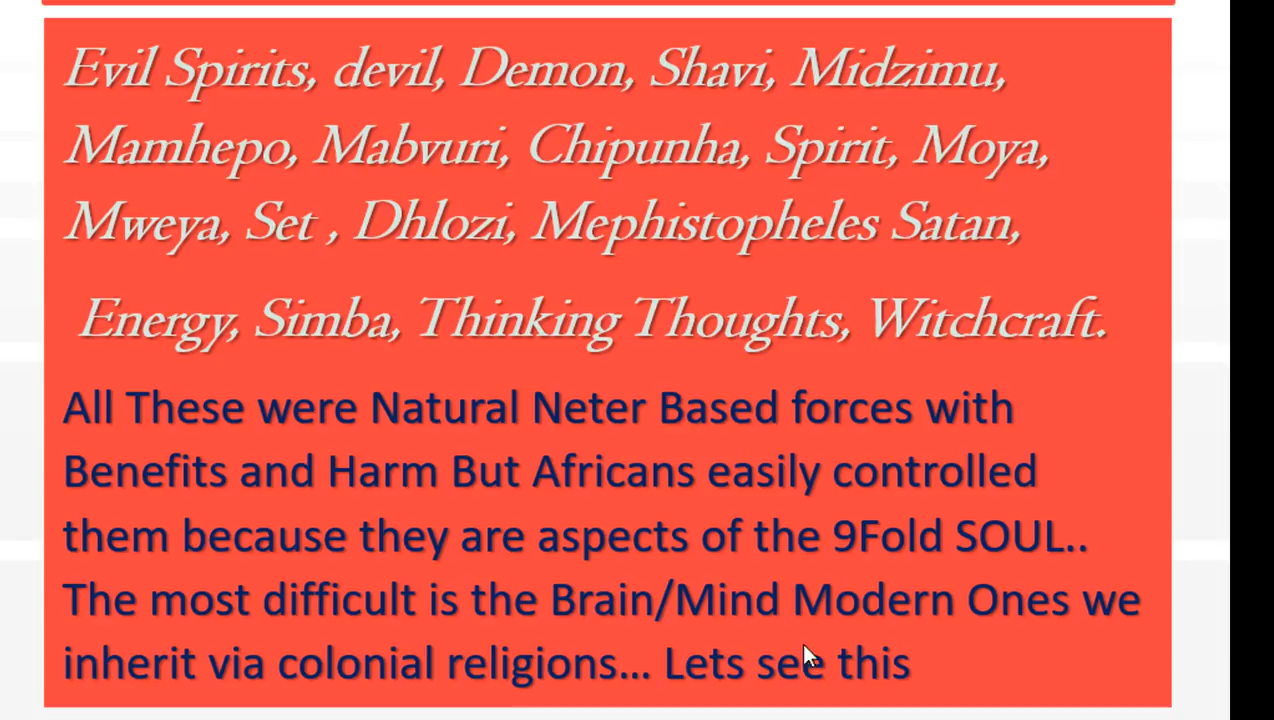 Evil Spirits, devil, Demon, Shavi, Midzimu,
Mamhepo, Mabvuri, Chipunha, Spirit, Moya,
Mweya, Set , Dhlozi, Mephistopheles Satan,
Energy, Simba, Thinking Thoughts, Witchcraft.
All These were Natural Neter Based forces with
Benefits and Harm But Africans easily controlled
them because they are aspects of the 9Fold SOUL..
The most difficult is the Brain/Mind Modern Ones we
inherit via colonial religions... Lets see this